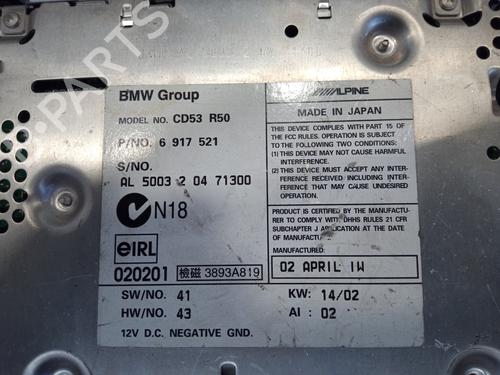 BMW Group
MODEL NO. CD53 R50
P/NO. 6 917 521
S/NO.
AL 5003 2 04 71300
N18
eIRL
020201 檢磁 3893A819
SW/NO. 41
HW/NO. 43
12V D.C. NEGATIVE GND.
ALPINE
MADE IN JAPAN
THIS DEVICE COMPLIES WITH PART 15 OF
THE FCC RULES. OPERATION IS SUBJECT
TO THE FOLLOWING TWO CONDITIONS:
(1) THIS DEVICE MAY NOT CAUSE HARMFUL
INTERFERENCE.
(2) THIS DEVICE MUST ACCEPT ANY INTER-
FERENCE RECEIVED, INCLUDING INTER-
FERENCE THAT MAY CAUSE UNDESIRED
OPERATION.
PRODUCT IS CERTIFIED BY THE MANUFACTU-
RER TO COMPLY WITH DHHS RULES 21 CFR
SUBCHAPTER J APPLICABLE AT DATE OF
MANUFACTURE.
MANUFACTURED:
02 APRIL IW
KW: 14/02
AI: 02
B-PARTS